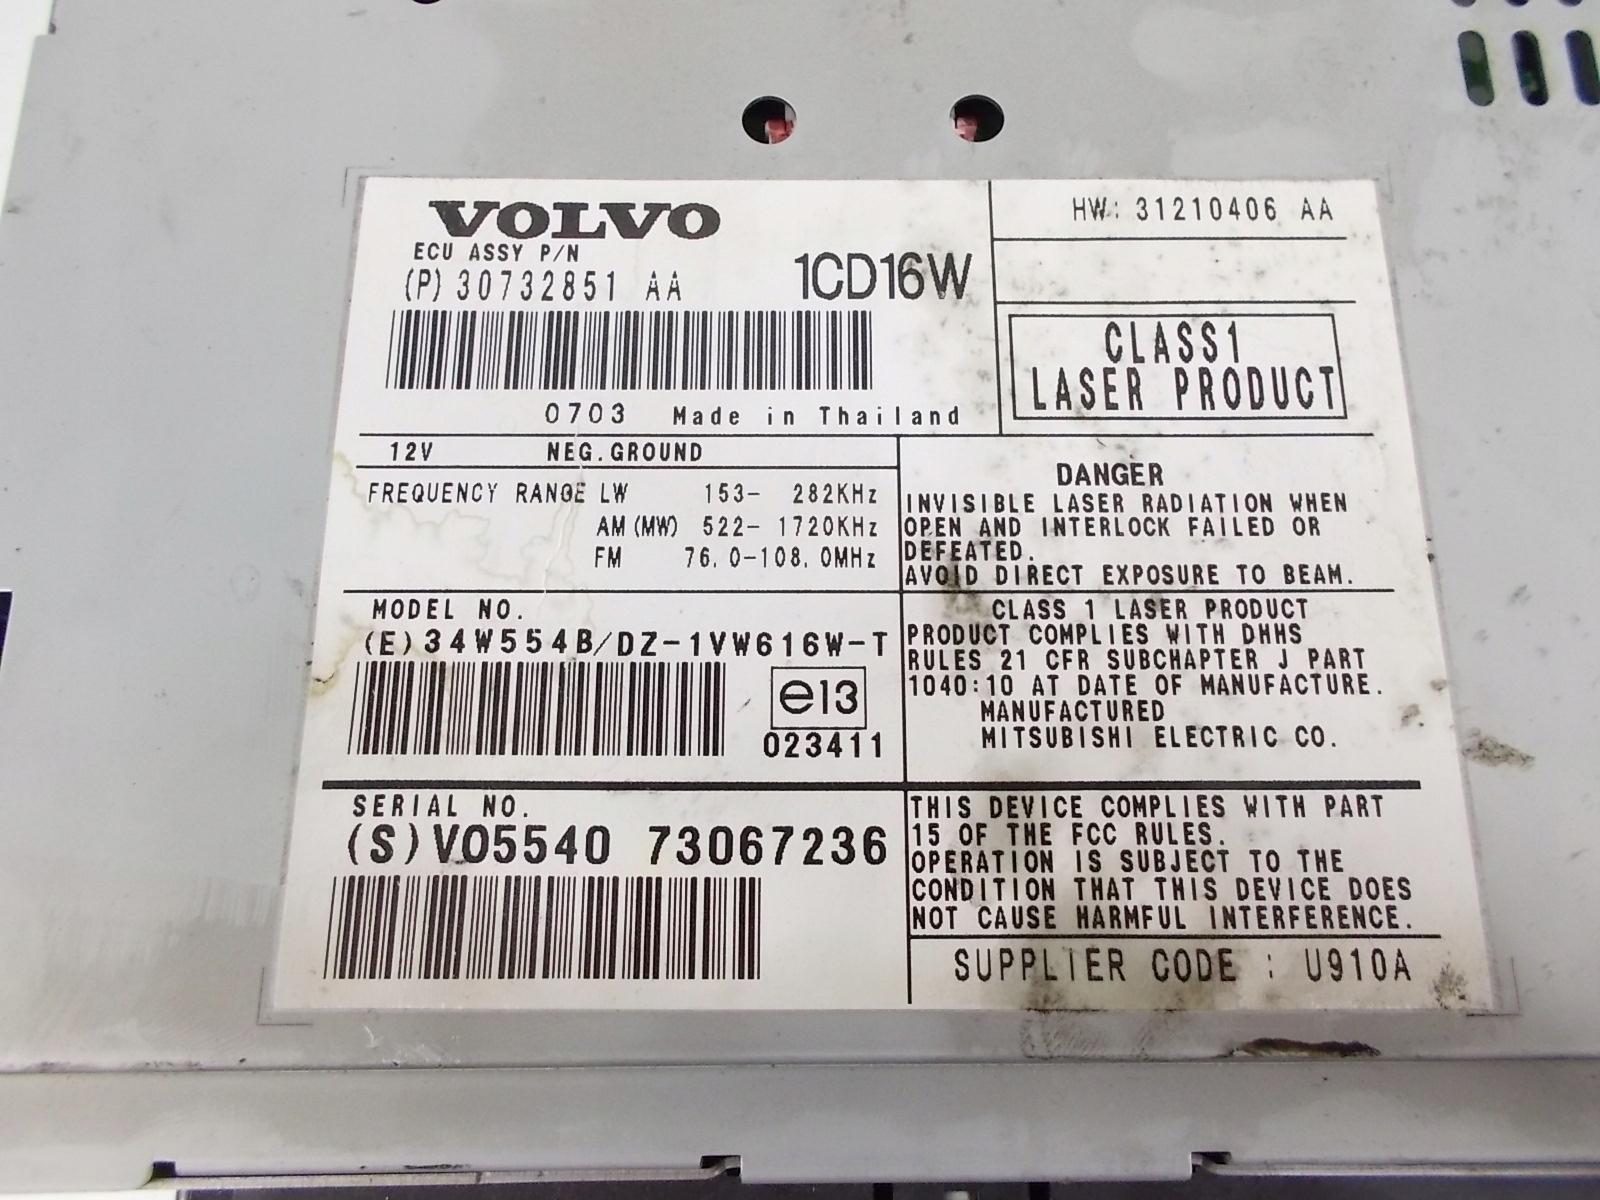 VOLVO
ECU ASSY P/N
(P) 30732851 AA
1CD16W
0703 Made in Thailand
HW: 31210406 AA
CLASS1
LASER PRODUCT
12V NEG.GROUND
FREQUENCY RANGE LW 153- 282KHz
AM(MW) 522- 1720KHz
FM 76.0-108.0MHz
DANGER
INVISIBLE LASER RADIATION WHEN
OPEN AND INTERLOCK FAILED OR
DEFEATED.
AVOID DIRECT EXPOSURE TO BEAM.
MODEL NO.
(E)34W554B/DZ-1VW616W-T
e13
023411
CLASS 1 LASER PRODUCT
PRODUCT COMPLIES WITH DHHS
RULES 21 CFR SUBCHAPTER J PART
1040:10 AT DATE OF MANUFACTURE.
MANUFACTURED
MITSUBISHI ELECTRIC CO.
SERIAL NO.
(S)VO5540 73067236
THIS DEVICE COMPLIES WITH PART
15 OF THE FCC RULES.
OPERATION IS SUBJECT TO THE
CONDITION THAT THIS DEVICE DOES
NOT CAUSE HARMFUL INTERFERENCE.
SUPPLIER CODE : U910A